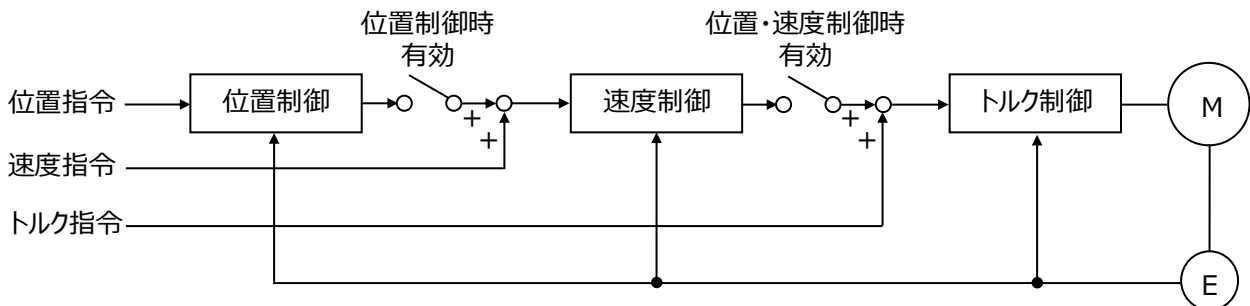 位置制御時
有効
位置・速度制御時
有効
位置指令
位置制御
速度制御
トルク制御
M
+
+
+
+
速度指令
トルク指令
E